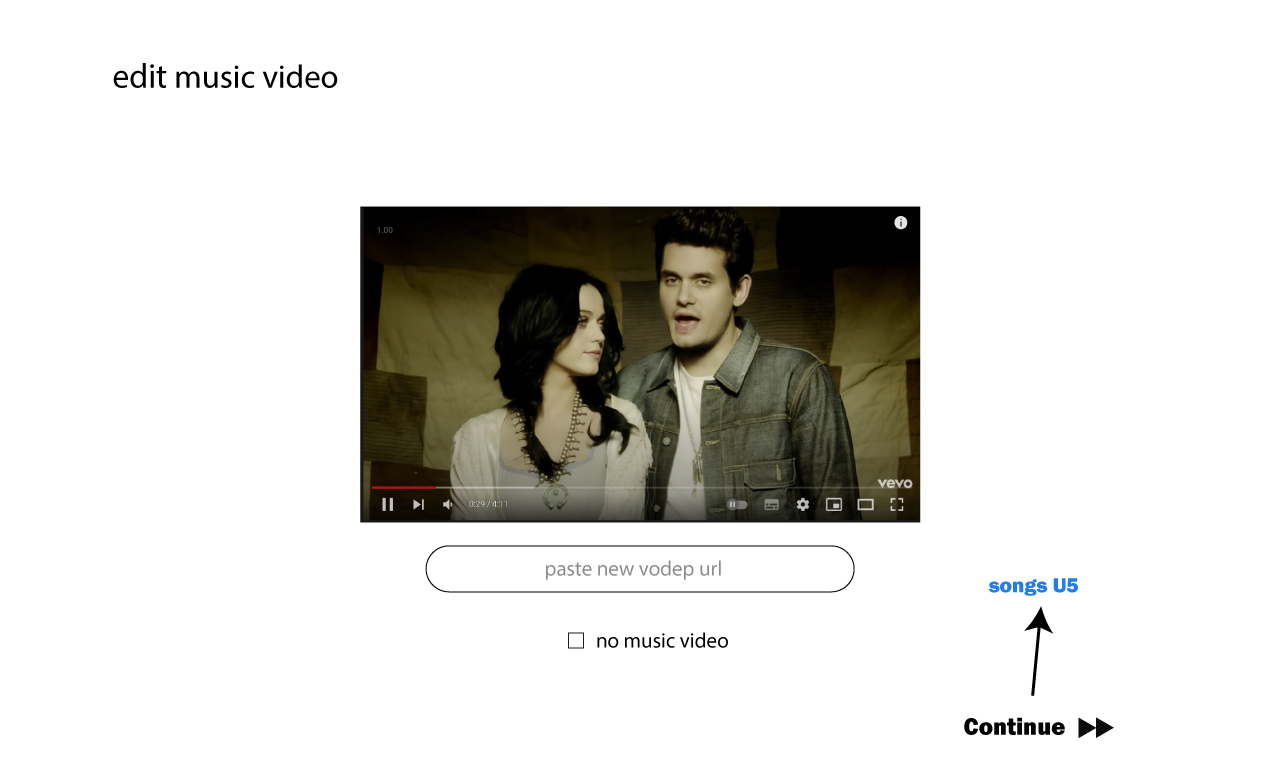 edit music video
1.00
vevo
0:29 / 4:11
paste new vodep url
songs U5
no music video
Continue